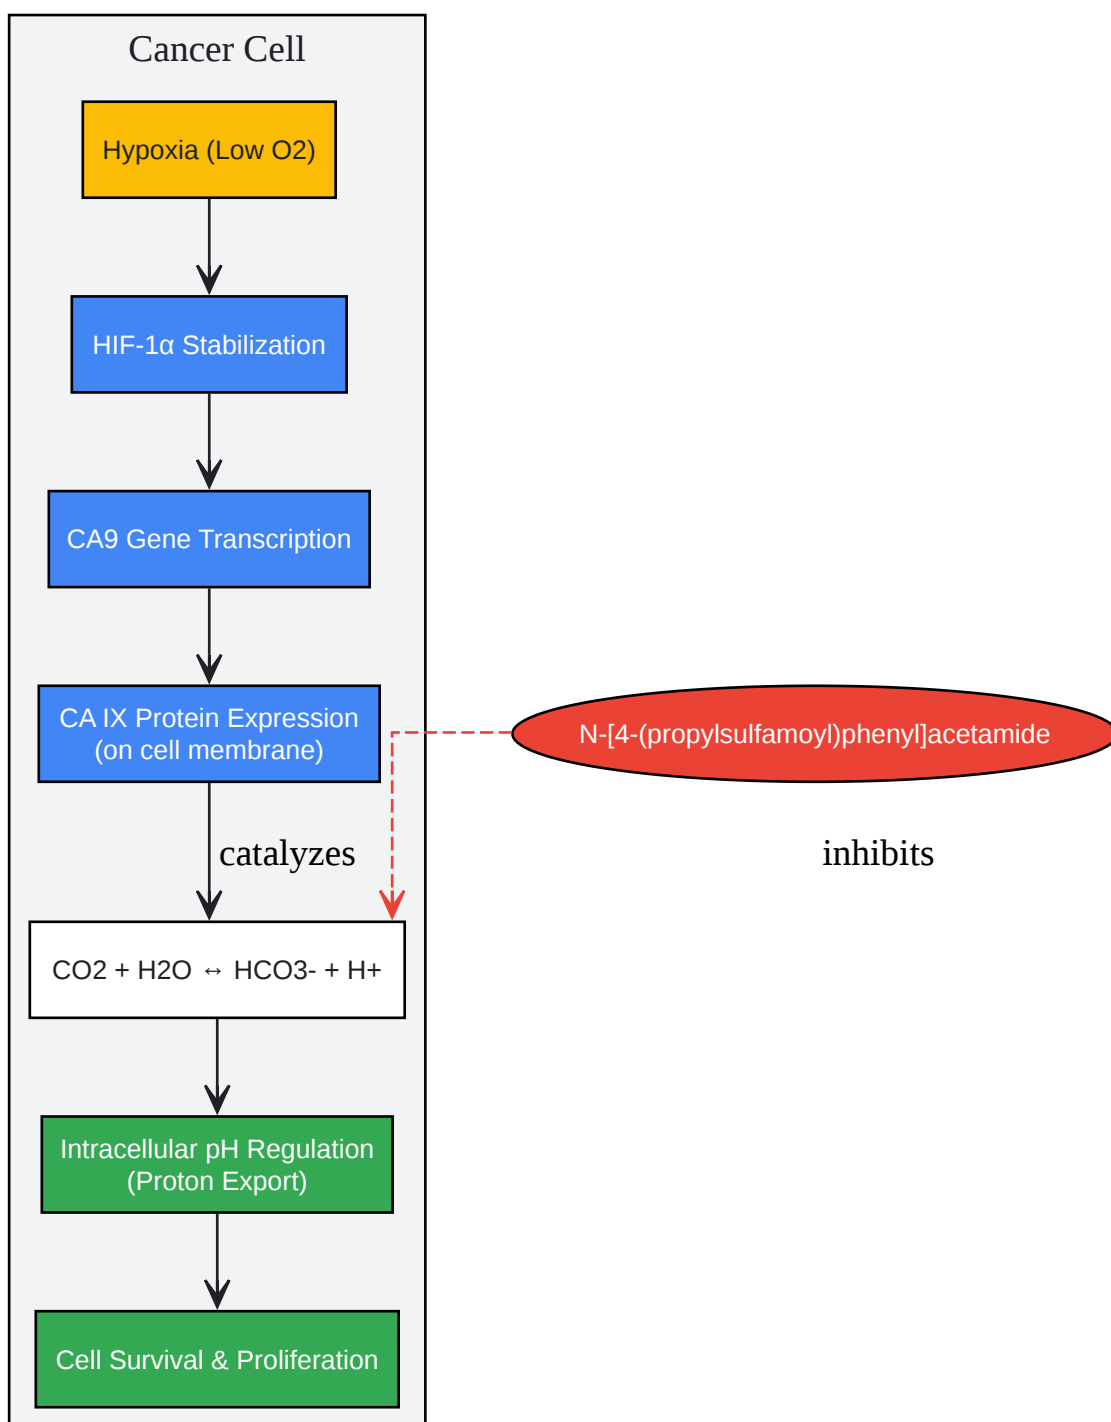 Cancer Cell
Hypoxia (Low O2)
HIF-1α Stabilization
CA9 Gene Transcription
CA IX Protein Expression
(on cell membrane)
N-[4-(propylsulfamoyl)phenyl]acetamide
catalyzes
inhibits
CO2 + H2O ↔ HCO3- + H+
Intracellular pH Regulation
(Proton Export)
Cell Survival & Proliferation